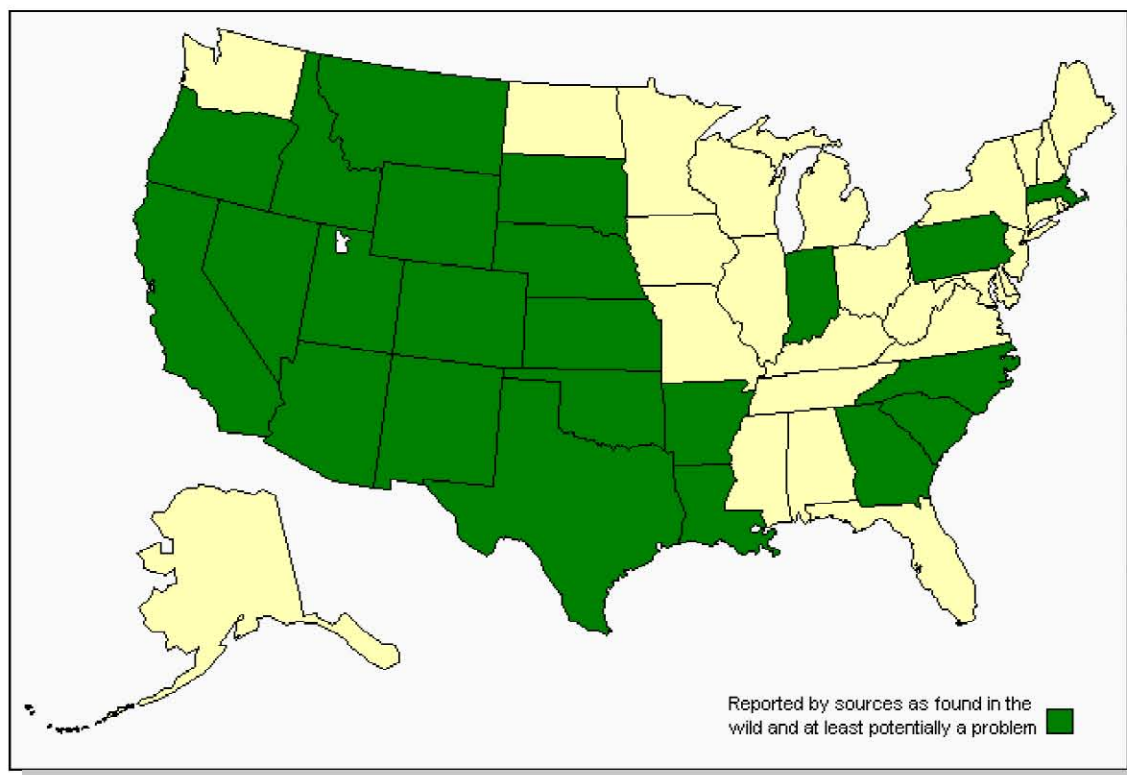 Reported by sources as found in the
wild and at least potentially a problem